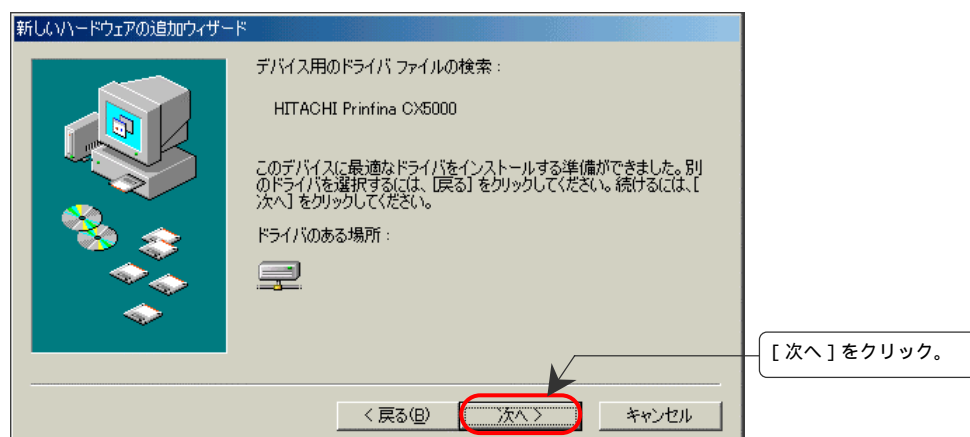 新しいハードウェアの追加ウィザード
デバイス用のドライバ ファイルの検索 :
HITACHI Prinfina CX5000
このデバイスに最適なドライバをインストールする準備ができました。別
のドライバを選択するには、[戻る] をクリックしてください。続けるには、[
次へ] をクリックしてください。
ドライバのある場所 :
[ 次へ ] をクリック。
< 戻る(B)
次へ >
キャンセル